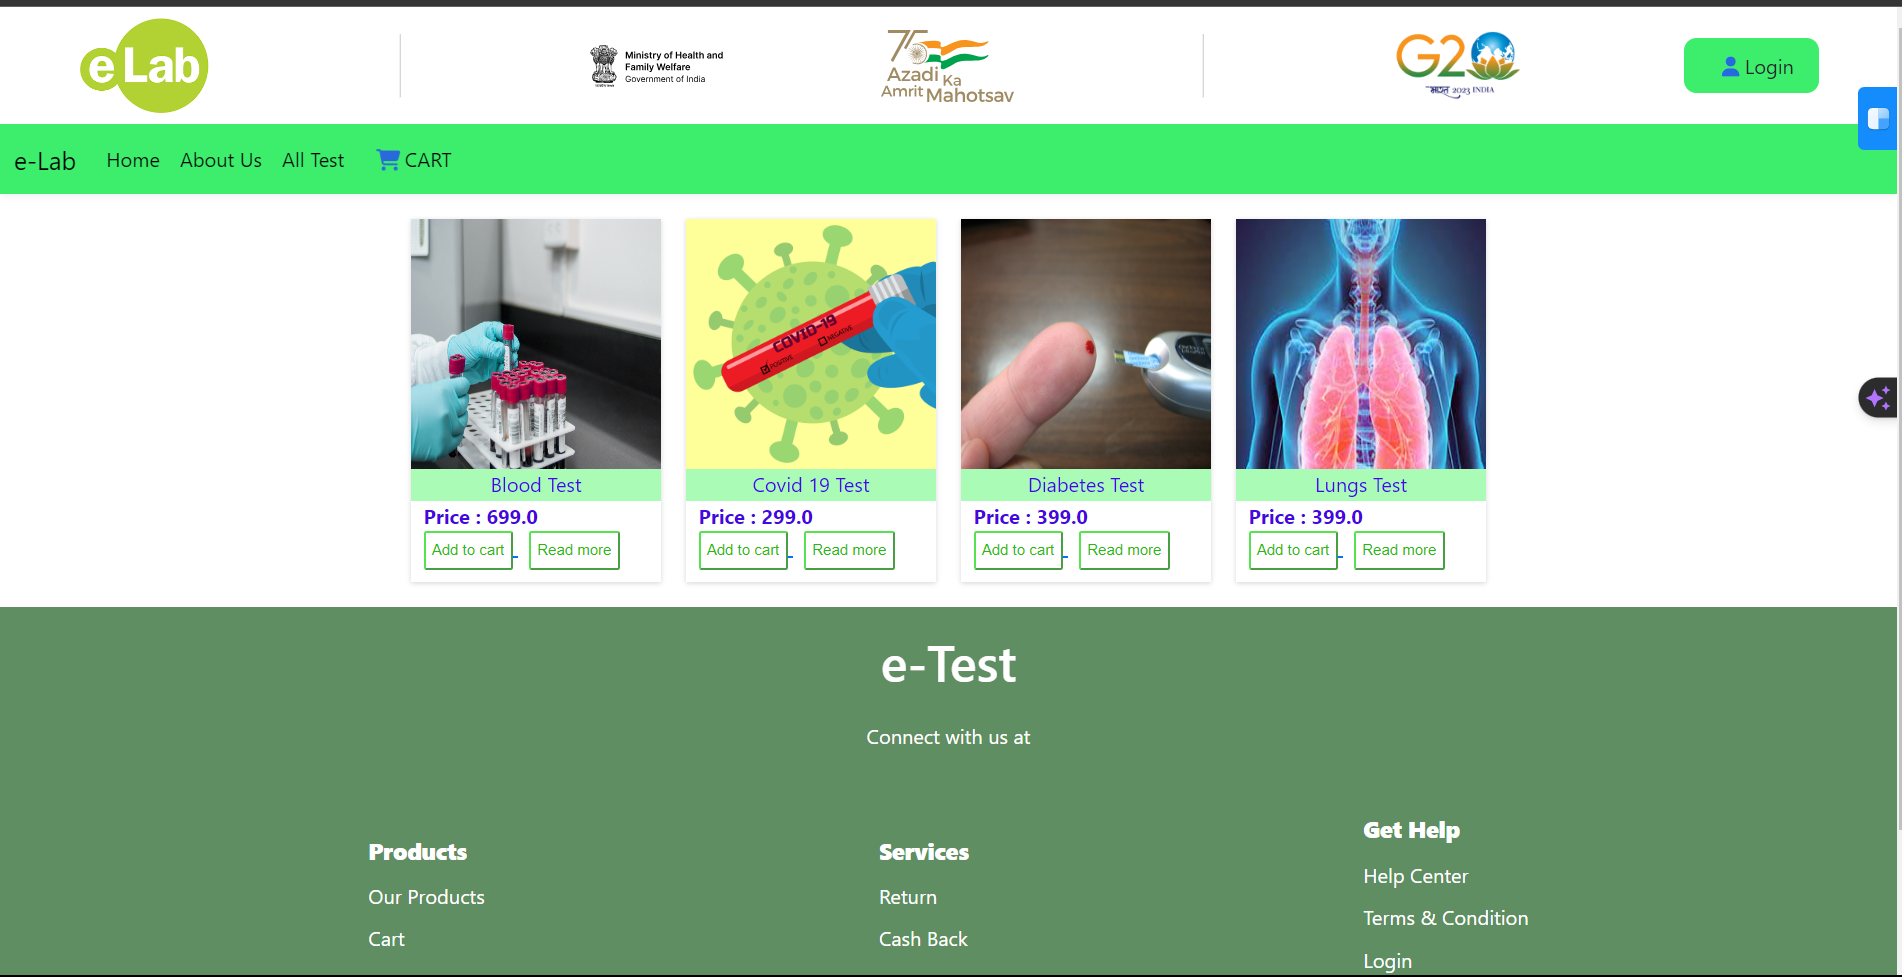 e Lab
Ministry of Health and
Family Welfare
Government of India
75
Azadi Ka
Amrit Mahotsav
G20
भारत 2023 INDIA
Login
e-Lab Home About Us All Test CART
COVID-19
POSITIVE NEGATIVE
Blood Test Covid 19 Test Diabetes Test Lungs Test
Price : 699.0 Price : 299.0 Price : 399.0 Price : 399.0
Add to cart Read more Add to cart Read more Add to cart Read more Add to cart Read more
e-Test
Connect with us at
Products
Our Products
Cart
Services
Return
Cash Back
Get Help
Help Center
Terms & Condition
Login